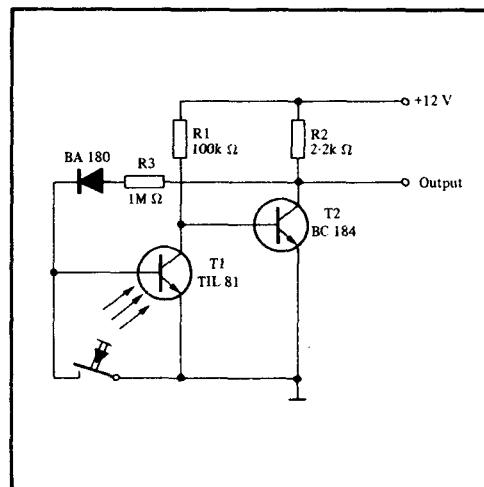 +12 V
R1
100k Ω
R2
2·2k Ω
BA 180
R3
1M Ω
Output
T2
BC 184
T1
TIL 81